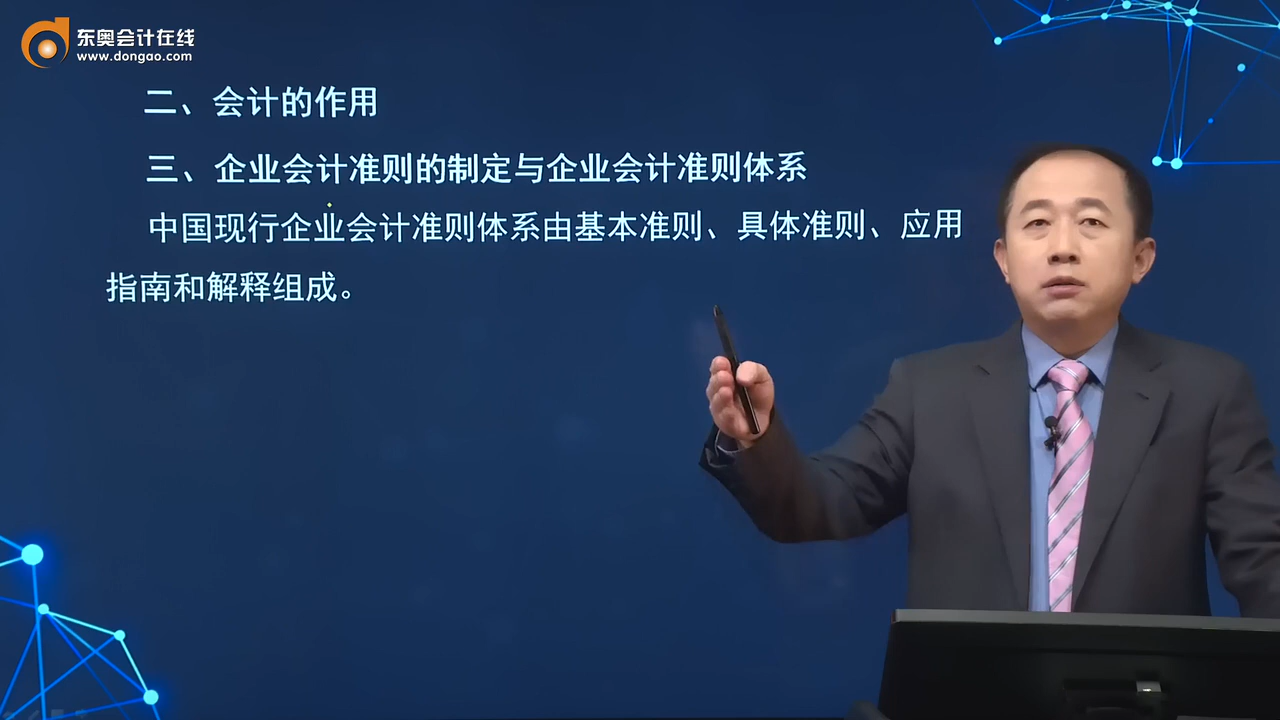 东奥会计在线
www.dongao.com
二、会计的作用
三、企业会计准则的制定与企业会计准则体系
中国现行企业会计准则体系由基本准则、具体准则、应用
指南和解释组成。